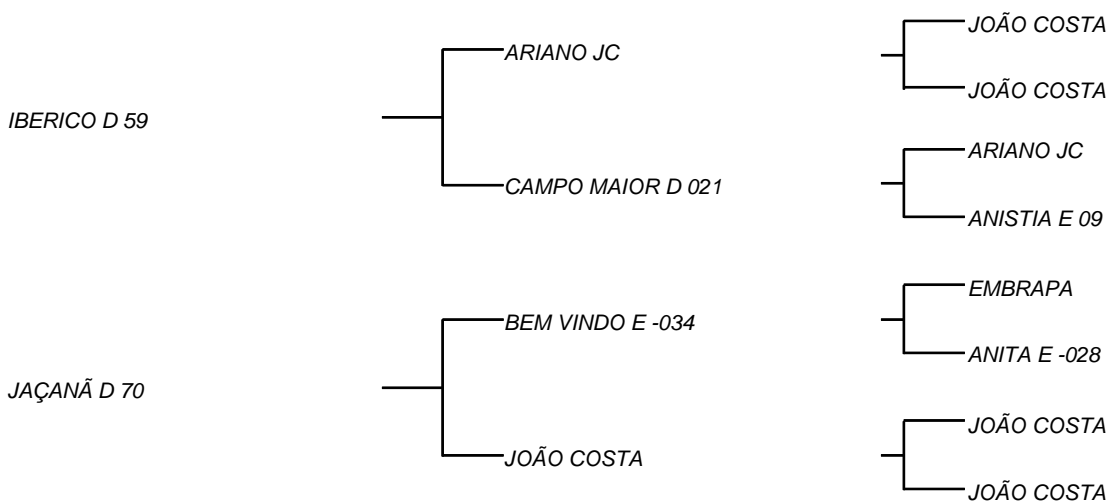 JOÃO COSTA
ARIANO JC
JOÃO COSTA
IBERICO D 59
ARIANO JC
CAMPO MAIOR D 021
ANISTIA E 09
EMBRAPA
BEM VINDO E -034
ANITA E -028
JAÇANÃ D 70
JOÃO COSTA
JOÃO COSTA
JOÃO COSTA